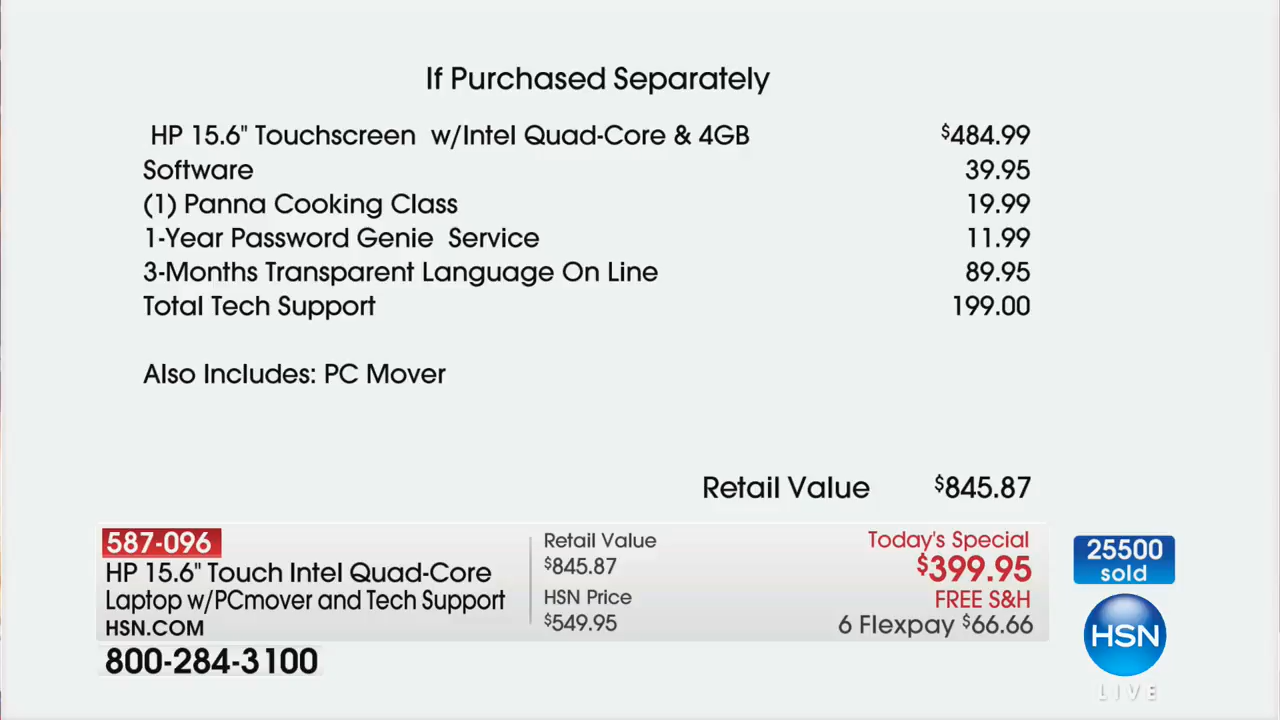 If Purchased Separately
HP 15.6" Touchscreen w/Intel Quad-Core & 4GB $484.99
Software 39.95
(1) Panna Cooking Class 19.99
1-Year Password Genie Service 11.99
3-Months Transparent Language On Line 89.95
Total Tech Support 199.00
Also Includes: PC Mover
Retail Value $845.87
587-096
HP 15.6" Touch Intel Quad-Core
Laptop w/PCmover and Tech Support
HSN.COM
800-284-3100
Retail Value
$845.87
HSN Price
$549.95
Today's Special
$399.95
FREE S&H
6 Flexpay $66.66
25500
sold
HSN
LIVE